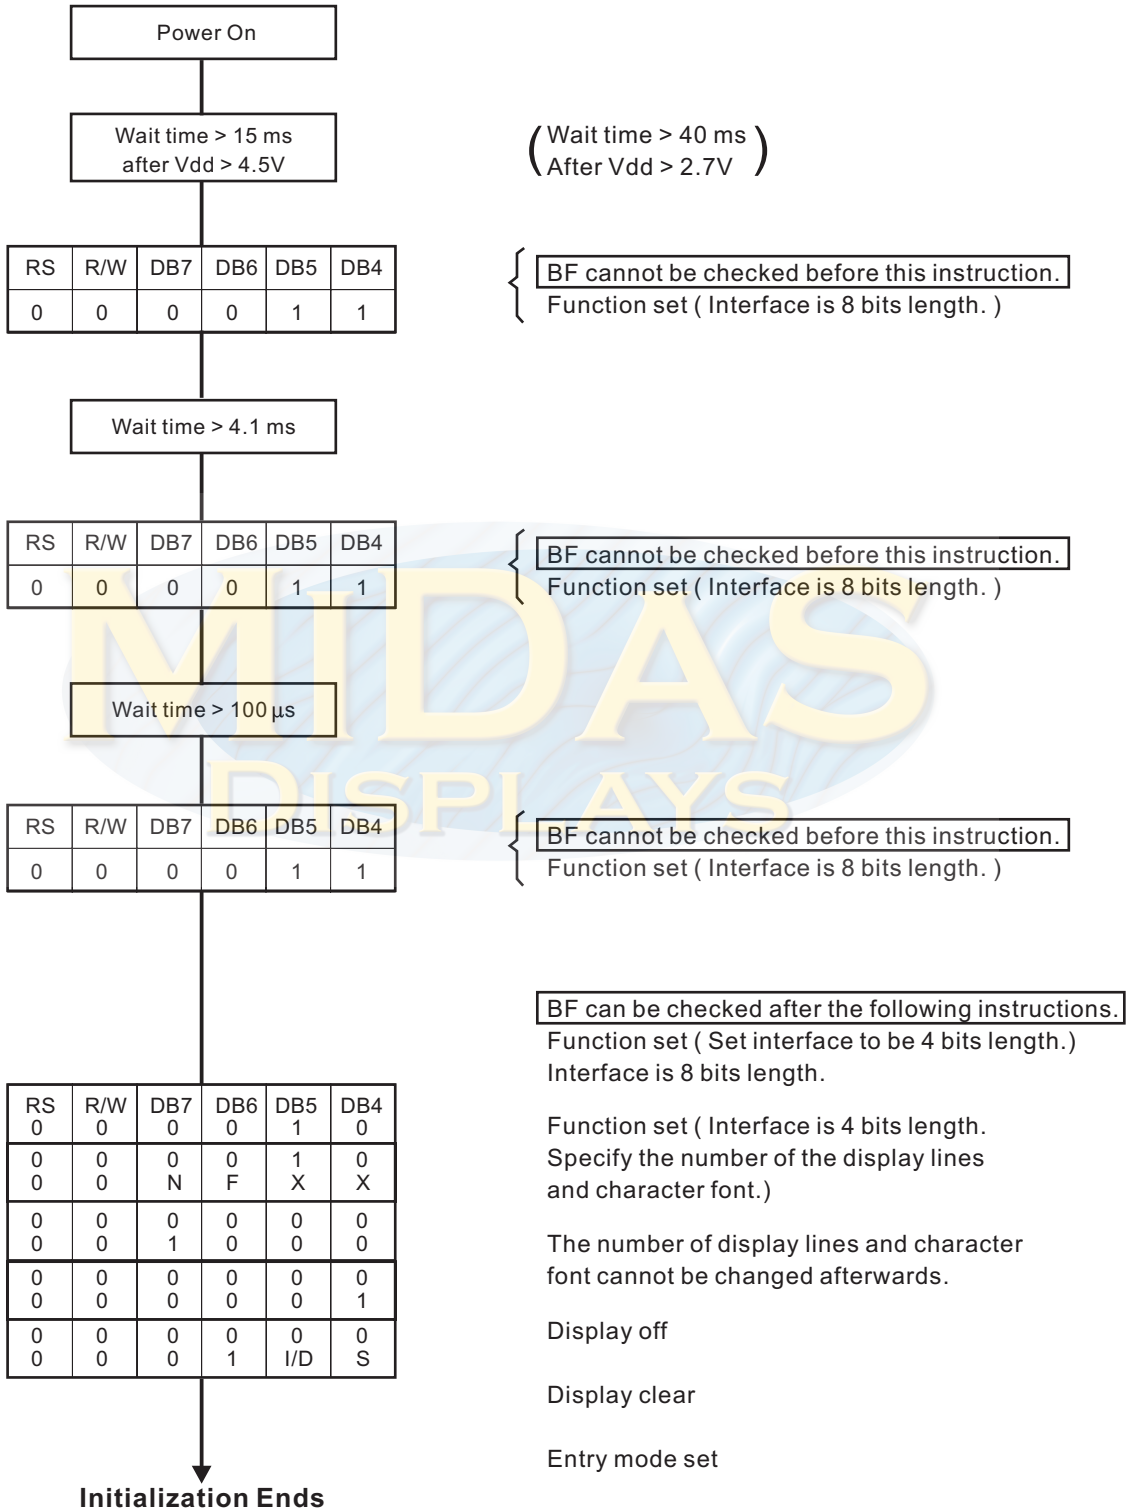 Power On
Wait time > 15 ms
after Vdd > 4.5V
(Wait time > 40 ms
After Vdd > 2.7V)
RS R/W DB7 DB6 DB5 DB4
0 0 0 0 1 1
BF cannot be checked before this instruction.
Function set ( Interface is 8 bits length. )
Wait time > 4.1 ms
RS R/W DB7 DB6 DB5 DB4
0 0 0 0 1 1
BF cannot be checked before this instruction.
Function set ( Interface is 8 bits length. )
MIDAS
Wait time > 100 µs
DISPLAYS
RS R/W DB7 DB6 DB5 DB4
0 0 0 0 1 1
BF cannot be checked before this instruction.
Function set ( Interface is 8 bits length. )
BF can be checked after the following instructions.
Function set ( Set interface to be 4 bits length.)
Interface is 8 bits length.
RS R/W DB7 DB6 DB5 DB4
0 0 0 0 1 0
0 0 0 0 1 0
0 0 N F X X
0 0 0 0 0 0
0 0 1 0 0 0
0 0 0 0 0 0
0 0 0 0 0 1
0 0 0 0 0 0
0 0 0 1 I/D S
Function set ( Interface is 4 bits length.
Specify the number of the display lines
and character font.)
The number of display lines and character
font cannot be changed afterwards.
Display off
Display clear
Entry mode set
Initialization Ends